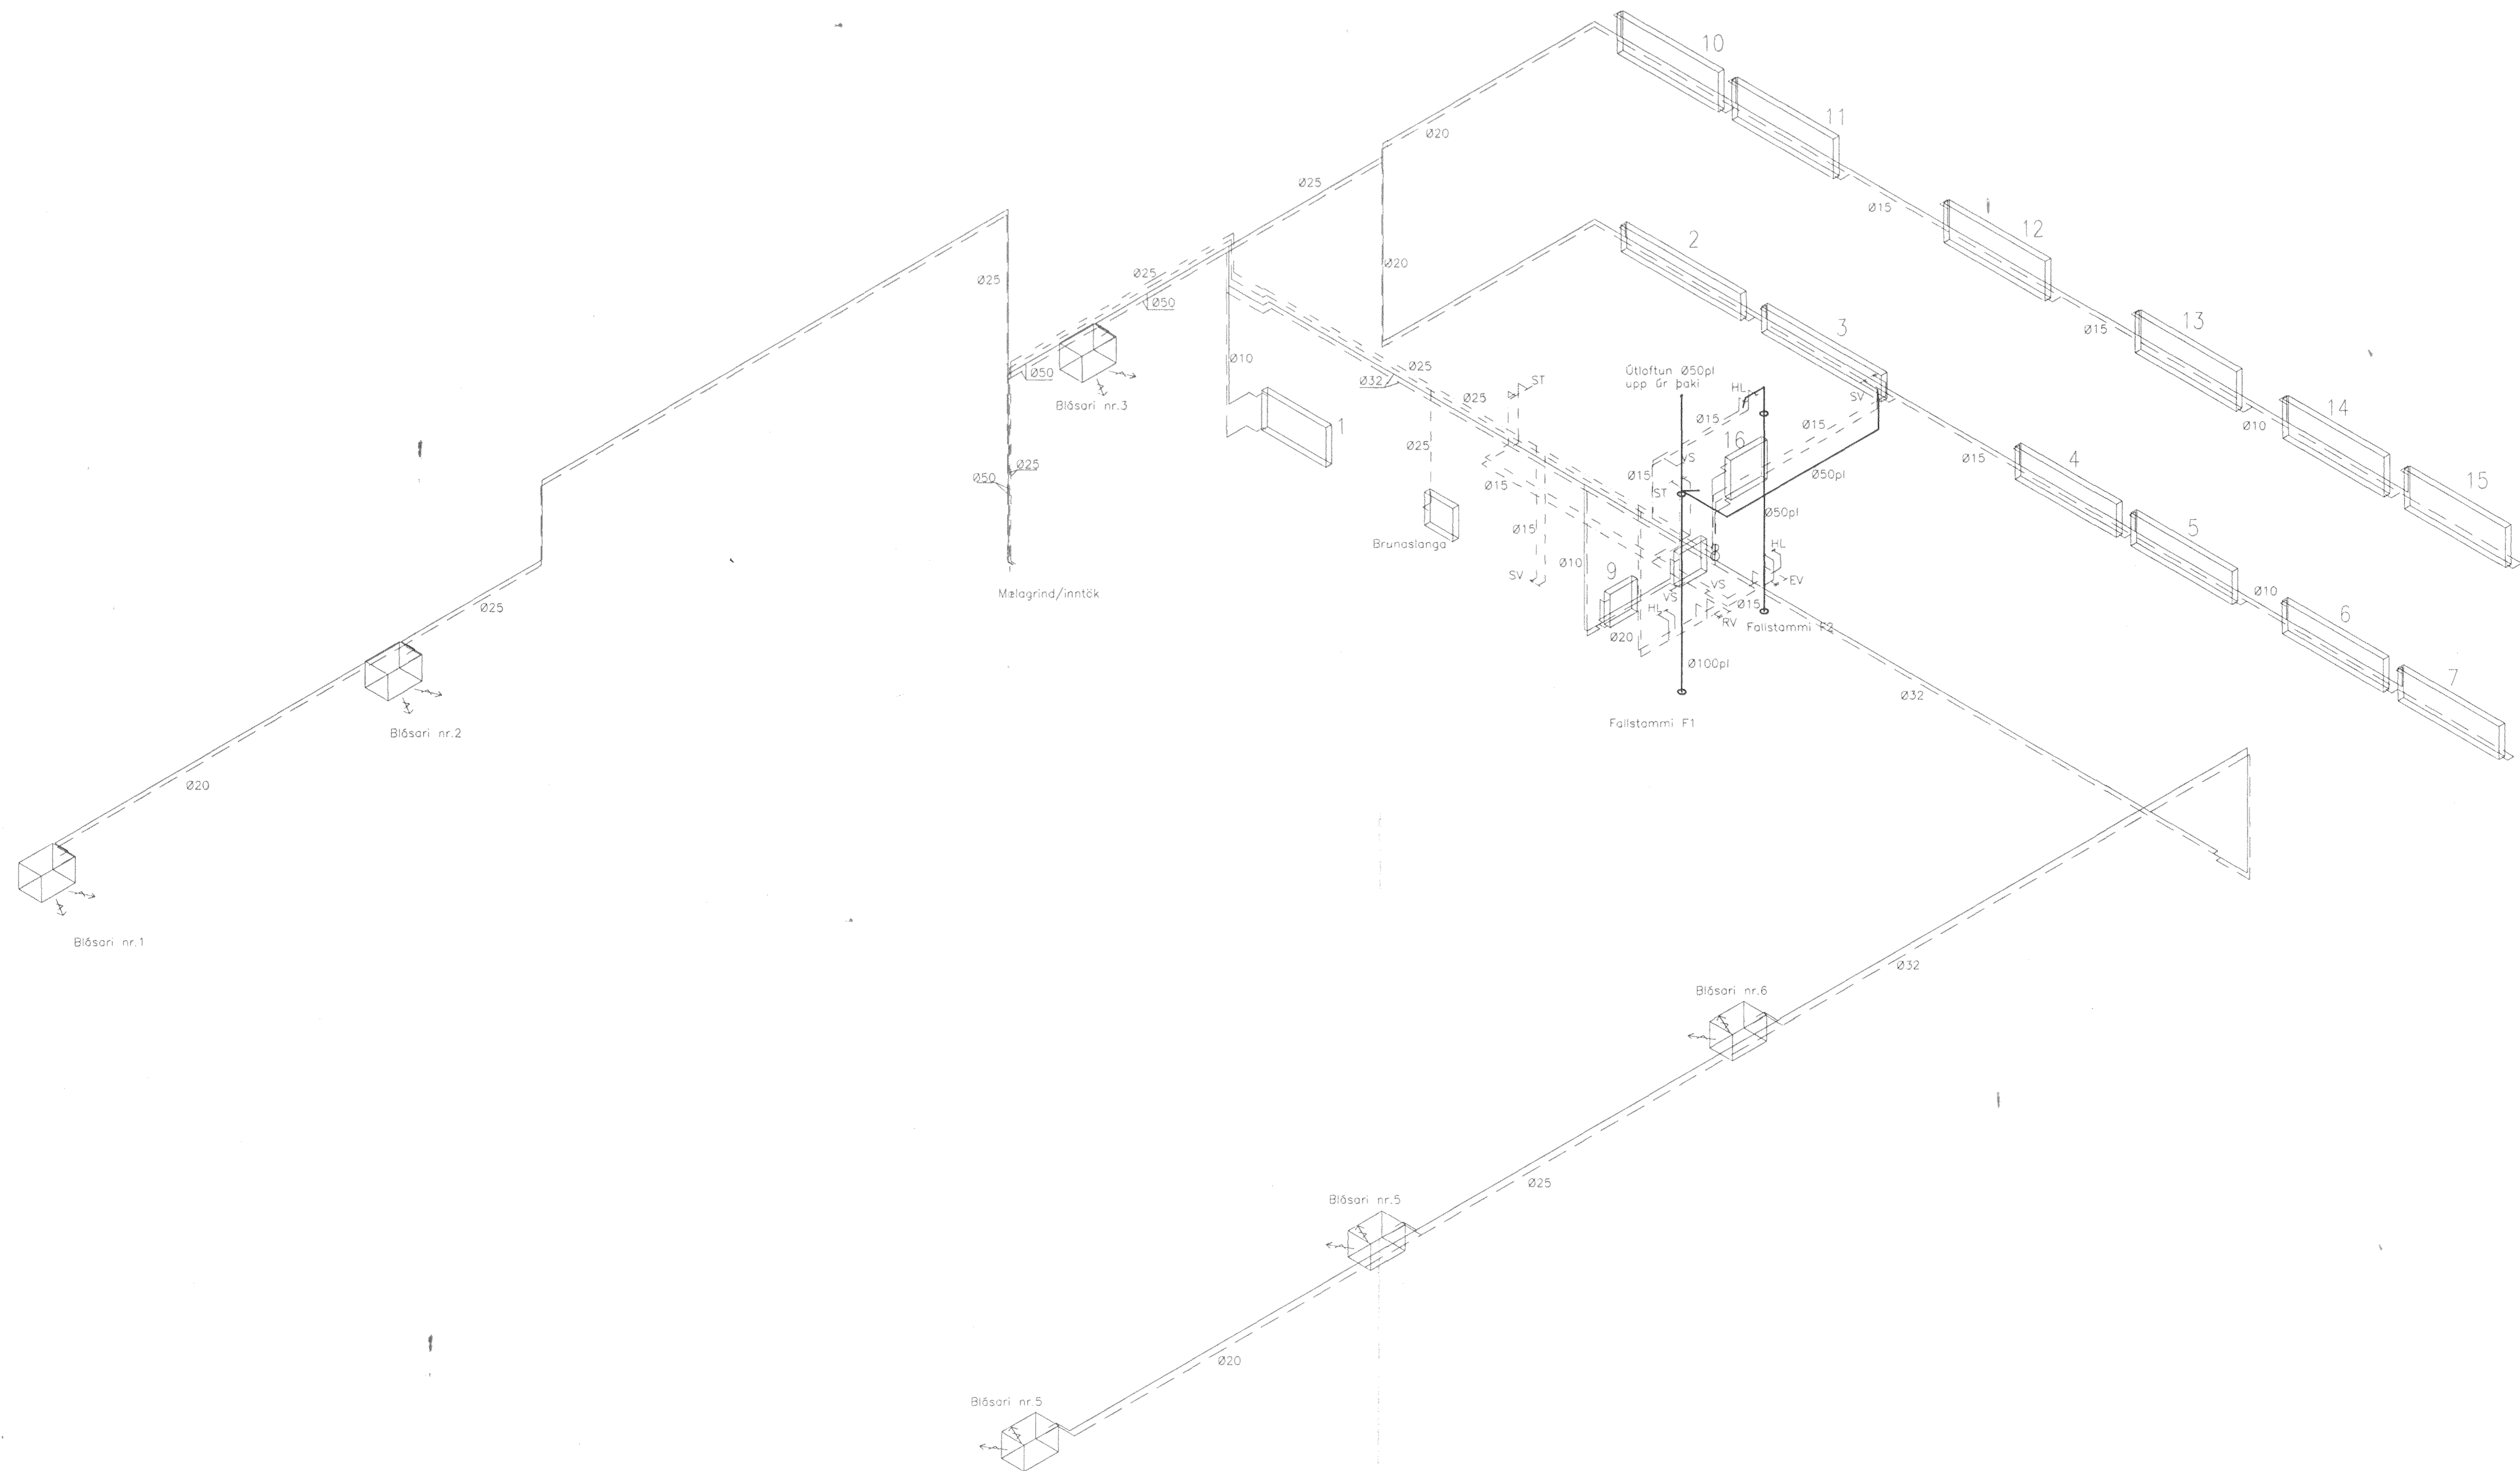 10
11
Ø20
Ø25
Ø15
12
2
Ø20
Ø25
Ø25
Ø50
3
Ø15
13
Ø10
Ø50
Blásari nr.3
Ø25
Ø32
ST
Útloftun Ø50pl
upp úr þaki
HL
SV
Ø25
Ø15
Ø15
14
Ø10
1
Ø25
16
VS
4
Ø15
15
Ø25
Ø50
Ø15
Ø15
ST
Ø50pl
Ø50pl
Ø15
5
Brunaslanga
HL
Ø10
9
SV
EV
VS
VS
Ø10
Mælagrind/inntök
Ø25
HL
Ø15
RV
Fallstammi F2
6
Ø20
Ø100pl
7
Ø32
Fallstammi F1
Blásari nr.2
Ø20
Blásari nr.1
Ø32
Blásari nr.6
Ø25
Blásari nr.5
Ø20
Blásari nr.5